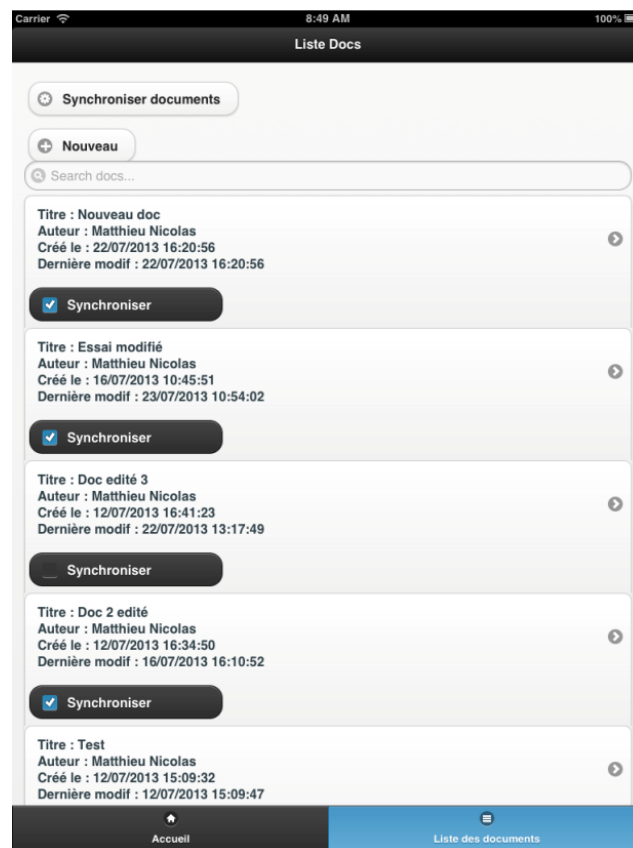 Carrier 8:49 AM 100%
Liste Docs
Synchroniser documents
Nouveau
Search docs...
Titre : Nouveau doc
Auteur : Matthieu Nicolas
Créé le : 22/07/2013 16:20:56
Dernière modif : 22/07/2013 16:20:56
Synchroniser
Titre : Essai modifié
Auteur : Matthieu Nicolas
Créé le : 16/07/2013 10:45:51
Dernière modif : 23/07/2013 10:54:02
Synchroniser
Titre : Doc edité 3
Auteur : Matthieu Nicolas
Créé le : 12/07/2013 16:41:23
Dernière modif : 22/07/2013 13:17:49
Synchroniser
Titre : Doc 2 edité
Auteur : Matthieu Nicolas
Créé le : 12/07/2013 16:34:50
Dernière modif : 16/07/2013 16:10:52
Synchroniser
Titre : Test
Auteur : Matthieu Nicolas
Créé le : 12/07/2013 15:09:32
Dernière modif : 12/07/2013 15:09:47
Accueil Liste des documents